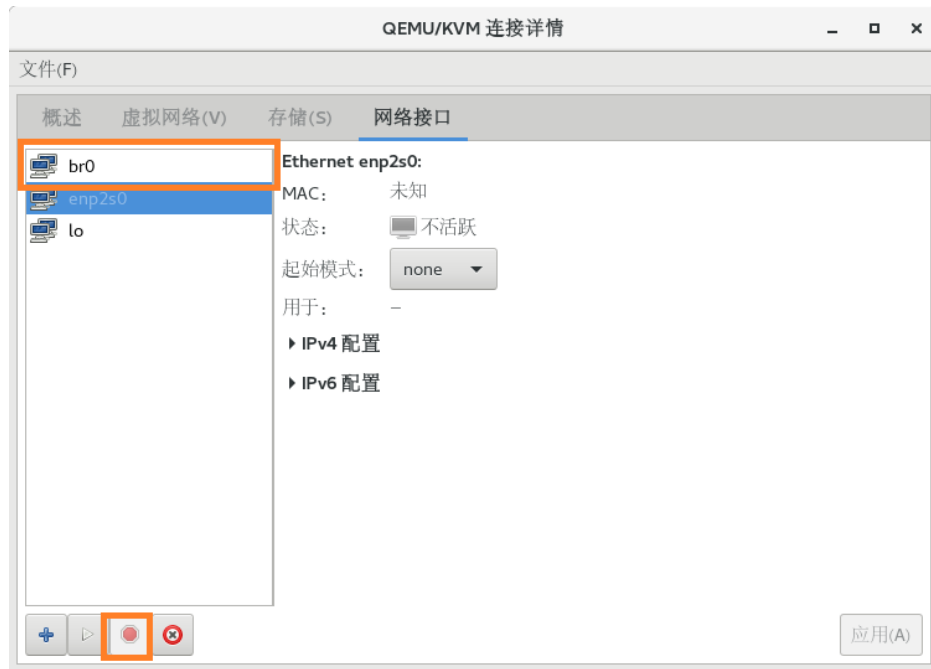 QEMU/KVM 连接详情
文件(F)
概述 虚拟网络(V) 存储(S) 网络接口
br0
enp2s0
lo
Ethernet enp2s0:
MAC: 未知
状态: 不活跃
起始模式: none
用于: –
IPv4 配置
IPv6 配置
应用(A)